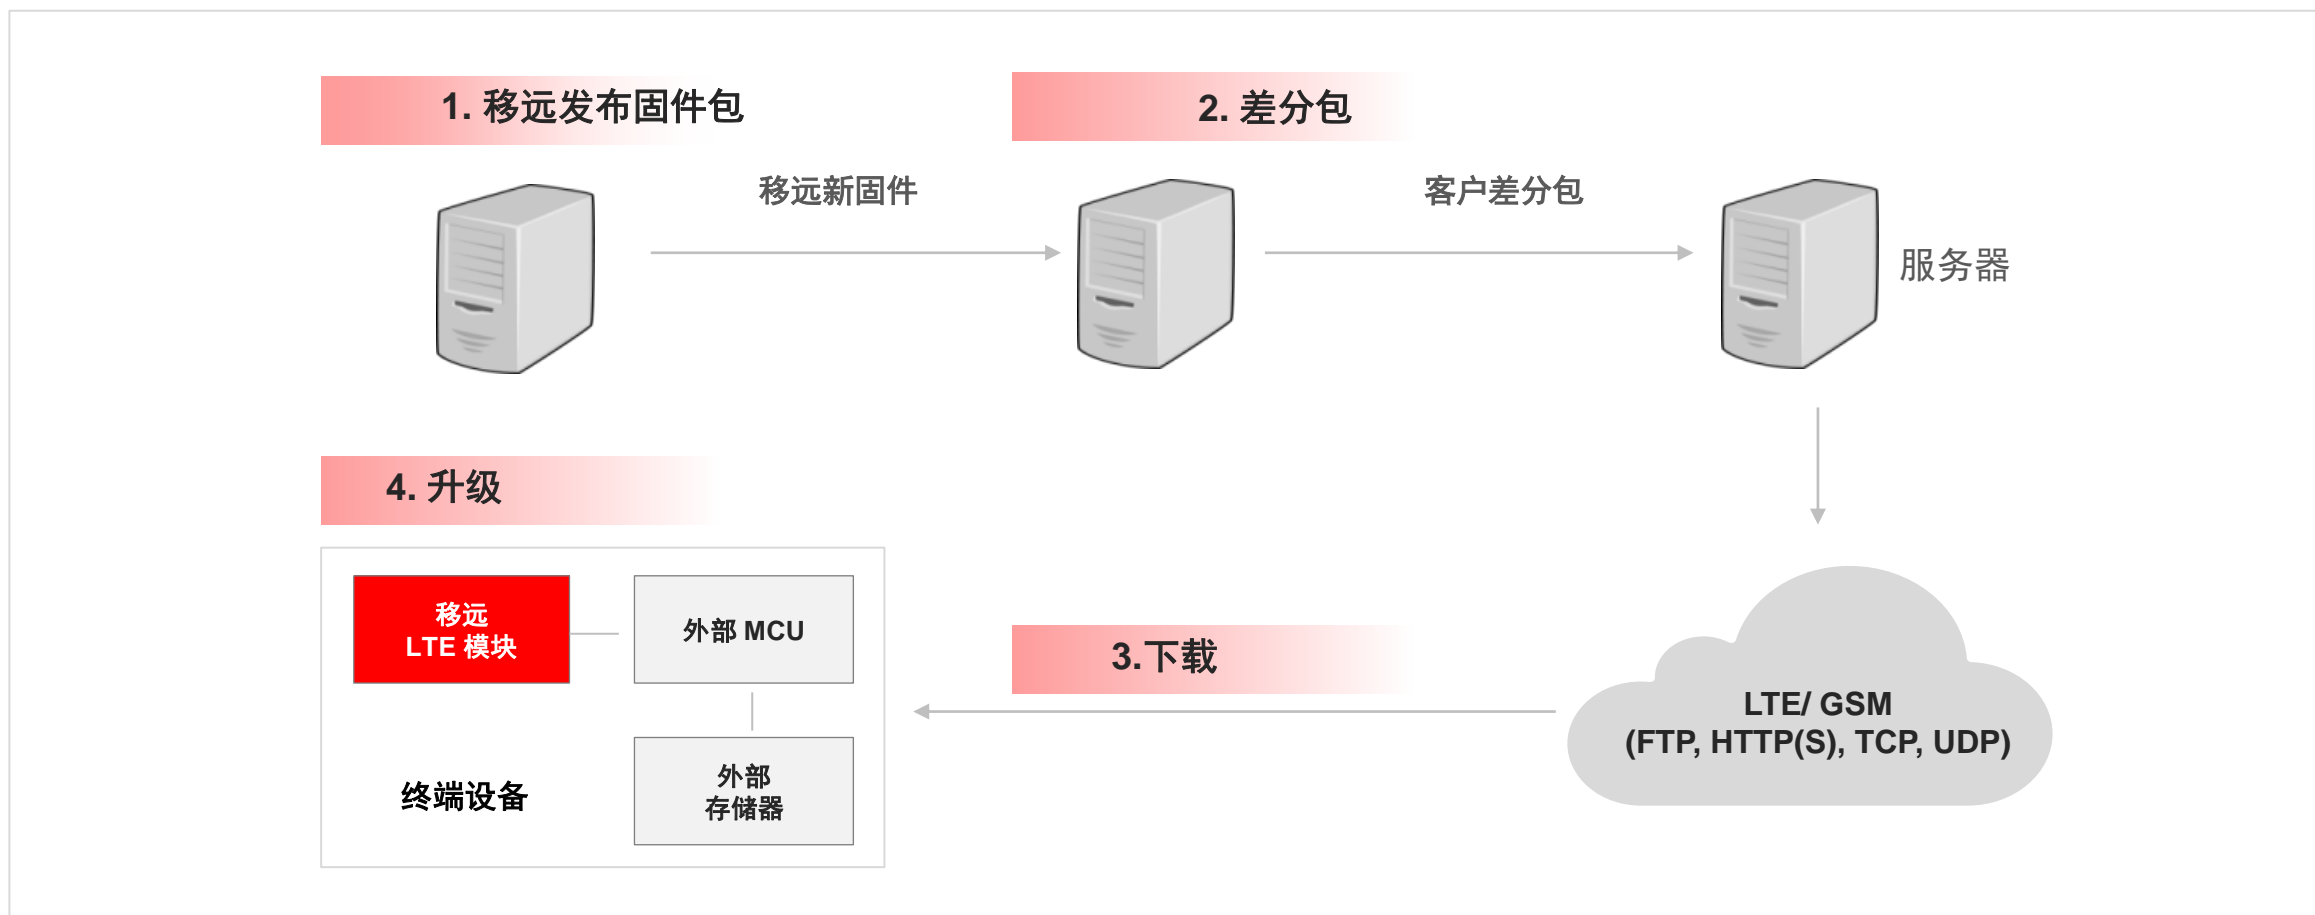 1. 移远发布固件包
2. 差分包
移远新固件
客户差分包
服务器
4. 升级
移远
LTE 模块
外部 MCU
外部
存储器
终端设备
3.下载
LTE/ GSM
(FTP, HTTP(S), TCP, UDP)